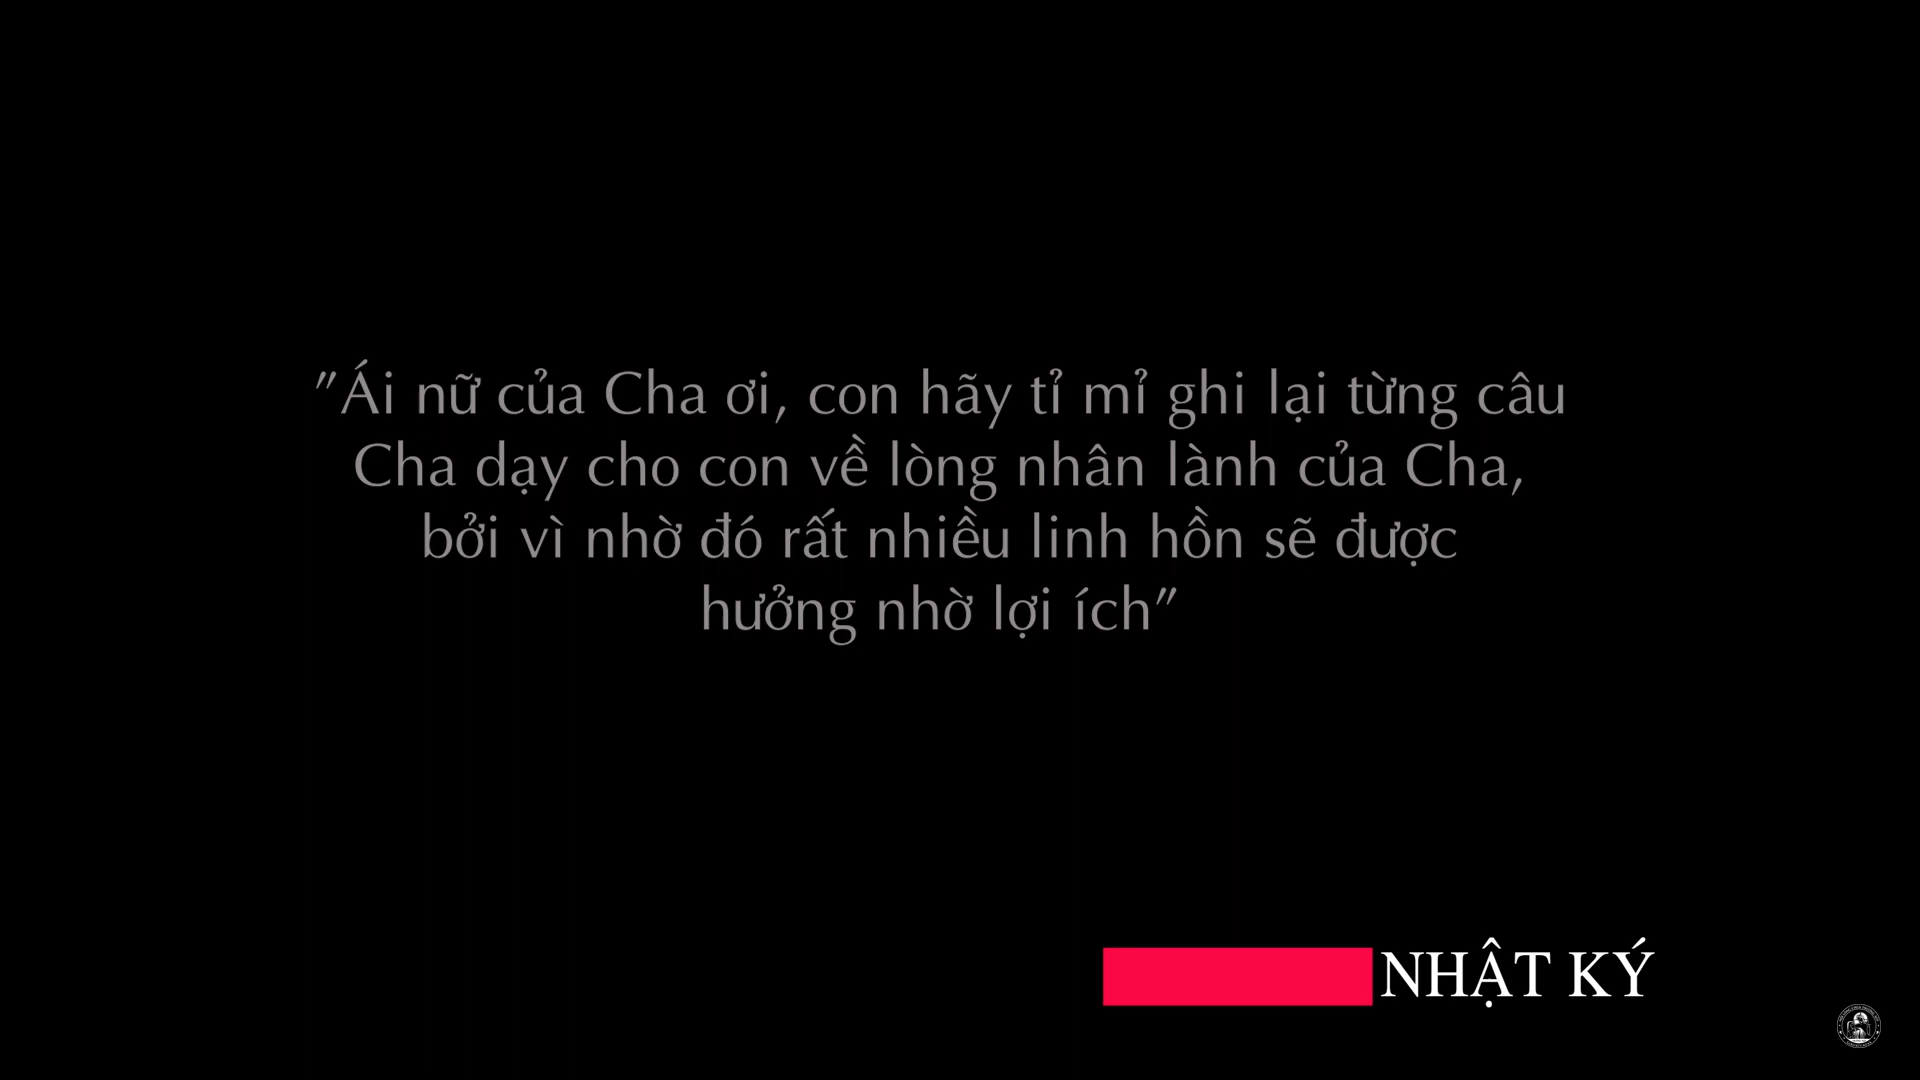 "Ái nữ của Cha ơi, con hãy tỉ mỉ ghi lại từng câu
Cha dạy cho con về lòng nhân lành của Cha,
bởi vì nhờ đó rất nhiều linh hồn sẽ được
hưởng nhờ lợi ích"
NHẬT KÝ